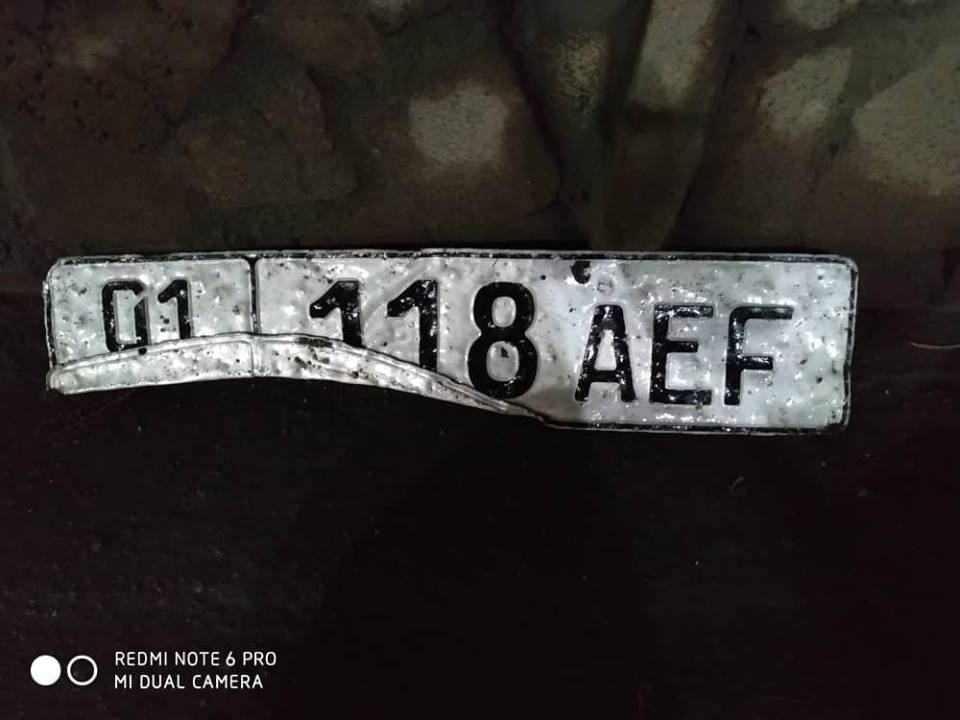 01 118 AEF
REDMI NOTE 6 PRO
MI DUAL CAMERA